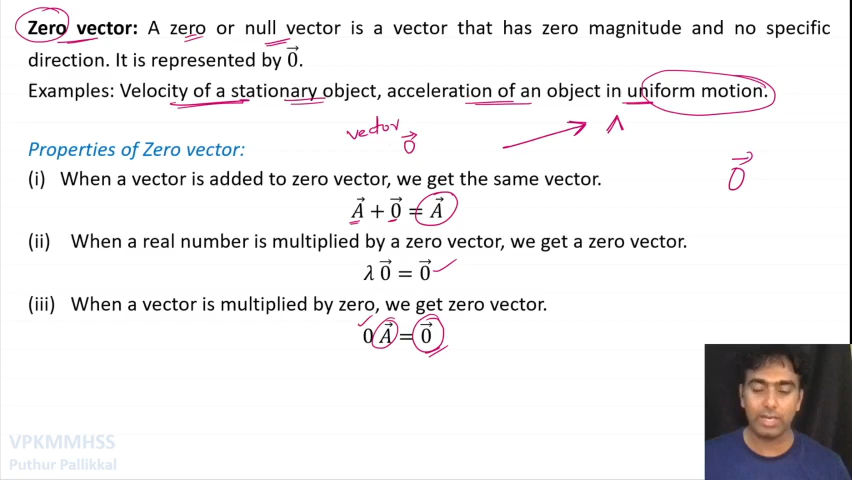 Zero vector: A zero or null vector is a vector that has zero magnitude and no specific
direction. It is represented by 0⃗.
Examples: Velocity of a stationary object, acceleration of an object in uniform motion.
vector
0⃗
Properties of Zero vector:
0⃗
(i) When a vector is added to zero vector, we get the same vector.
A⃗ + 0⃗ = A⃗
(ii) When a real number is multiplied by a zero vector, we get a zero vector.
λ 0⃗ = 0⃗
(iii) When a vector is multiplied by zero, we get zero vector.
0 A⃗ = 0⃗
VPKMMHSS
Puthur Pallikkal